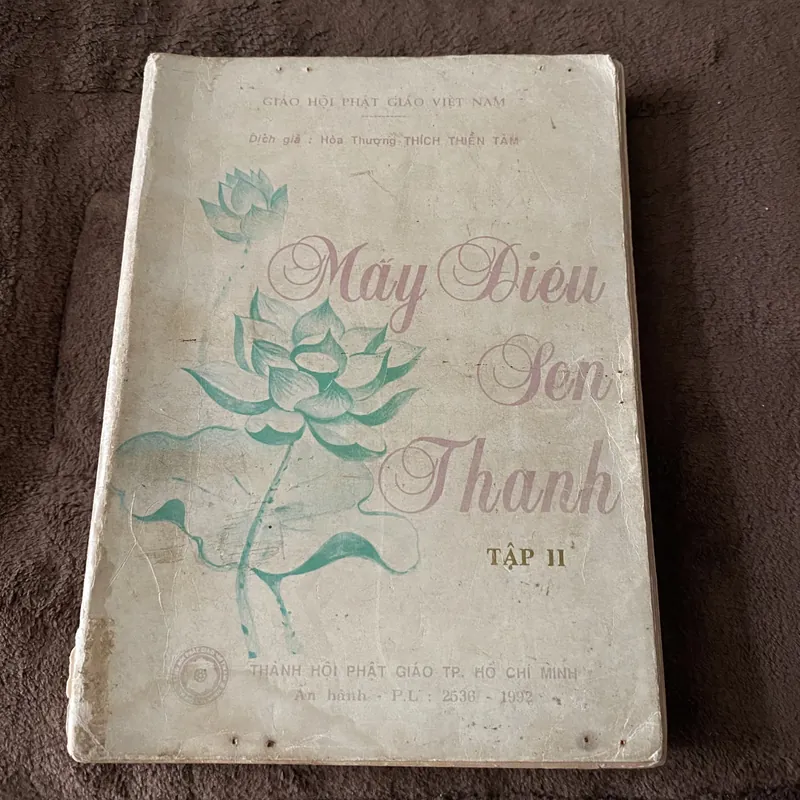 GIÁO HỘI PHẬT GIÁO VIỆT NAM
Dịch giả : Hòa Thượng THÍCH THIỀN TÂM
Mấy Điệu
Sen
Thanh
TẬP II
THÀNH HỘI PHẬT GIÁO TP. HỒ CHÍ MINH
Ấn hành - P.L : 2536 - 1992